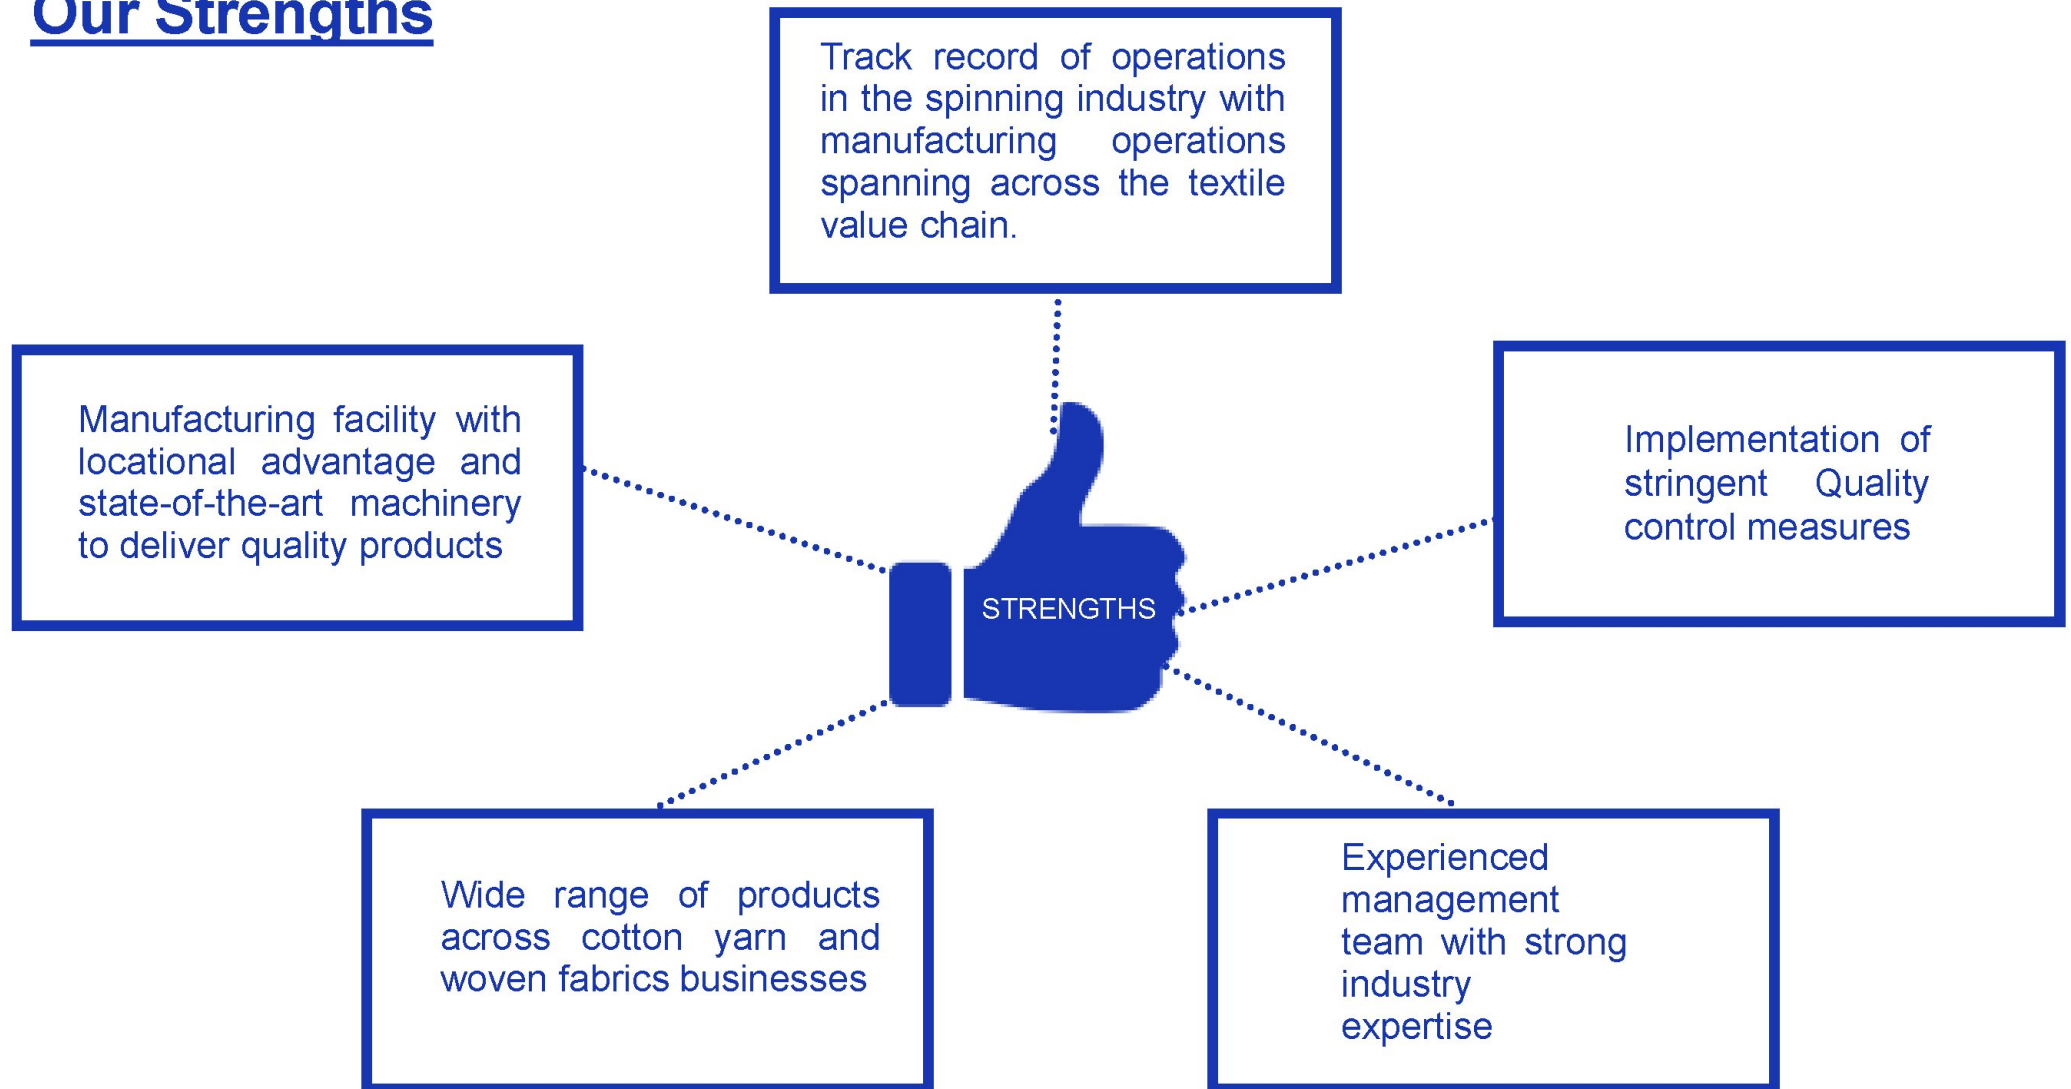 Our Strengths
Track record of operations
in the spinning industry with
manufacturing operations
spanning across the textile
value chain.
Manufacturing facility with
locational advantage and
state-of-the-art machinery
to deliver quality products
Implementation of
stringent Quality
control measures
STRENGTHS
Wide range of products
across cotton yarn and
woven fabrics businesses
Experienced
management
team with strong
industry
expertise